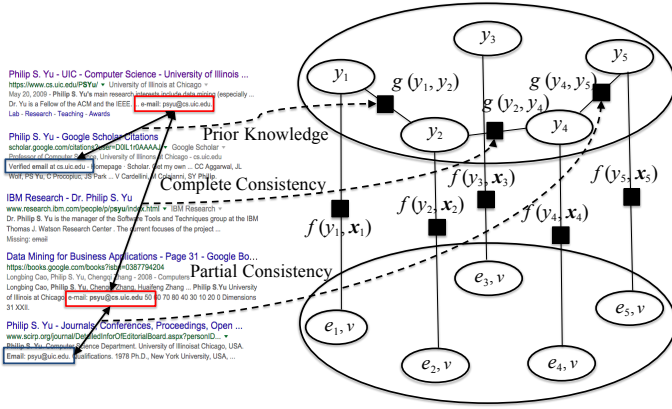 Philip S. Yu - UIC - Computer Science - University of Illinois ...
https://www.cs.uic.edu/PSYu/ ▾ University of Illinois at Chicago ▾
May 20, 2009 - Philip S. Yu's main research interests include data mining (especially ...
Dr. Yu is a Fellow of the ACM and the IEEE. e-mail: psyu@cs.uic.edu.
Lab - Research - Teaching - Awards
Philip S. Yu - Google Scholar Citations
scholar.google.com/citations?user=D0lL1r0AAAAJ ▾ Google Scholar ▾
Professor of Computer Science, University of Illinons at Chicago - cs.uic.edu
Verified email at cs.uic.edu - homepage Scholar. Get my own ... CC Aggarwal, JL
Wolf, PS Yu, C Procopiuc, JS Park ... V Cardellini, M Colajanni, SY Philip
IBM Research - Dr. Philip S. Yu
www.research.ibm.com/people/p/psyu/index.html ▾ IBM Research ▾
Dr. Philip S. Yu is the manager of the Software Tools and Techniques group at the IBM
Thomas J. Watson Research Center. The current focuses of the project ...
Missing: email
Data Mining for Business Applications - Page 31 - Google Bo...
https://books.google.com/books?isbn=0387794204
Longbing Cao, Philip S. Yu, Chengqi Zhang - 2008 - Computers
Longbing Cao, Philip S. Yu, Chengqi Zhang, Huaifeng Zhang ... Philip S.Yu University
of Illinois at Chicago e-mail: psyu@cs.uic.edu 50 60 70 80 40 30 10 20 0 Dimensions
31 XXII.
Philip S. Yu - Journals, Conferences, Proceedings, Open ...
www.scirp.org/journal/DetailedInforOfEditorialBoard.aspx?personID... ▾
Philip S. Yu. Computer Science Department. University of Illinoisat Chicago, USA.
Email: psyu@uic.edu. Qualifications. 1978 Ph.D., New York University, USA, ...
Prior Knowledge
Complete Consistency
Partial Consistency
y1
y2
y3
y4
y5
g (y1, y2)
g (y2, y4)
g (y4, y5)
f (y1, x1)
f (y2, x2)
f (y3, x3)
f (y4, x4)
f (y5, x5)
e1, v
e2, v
e3, v
e4, v
e5, v